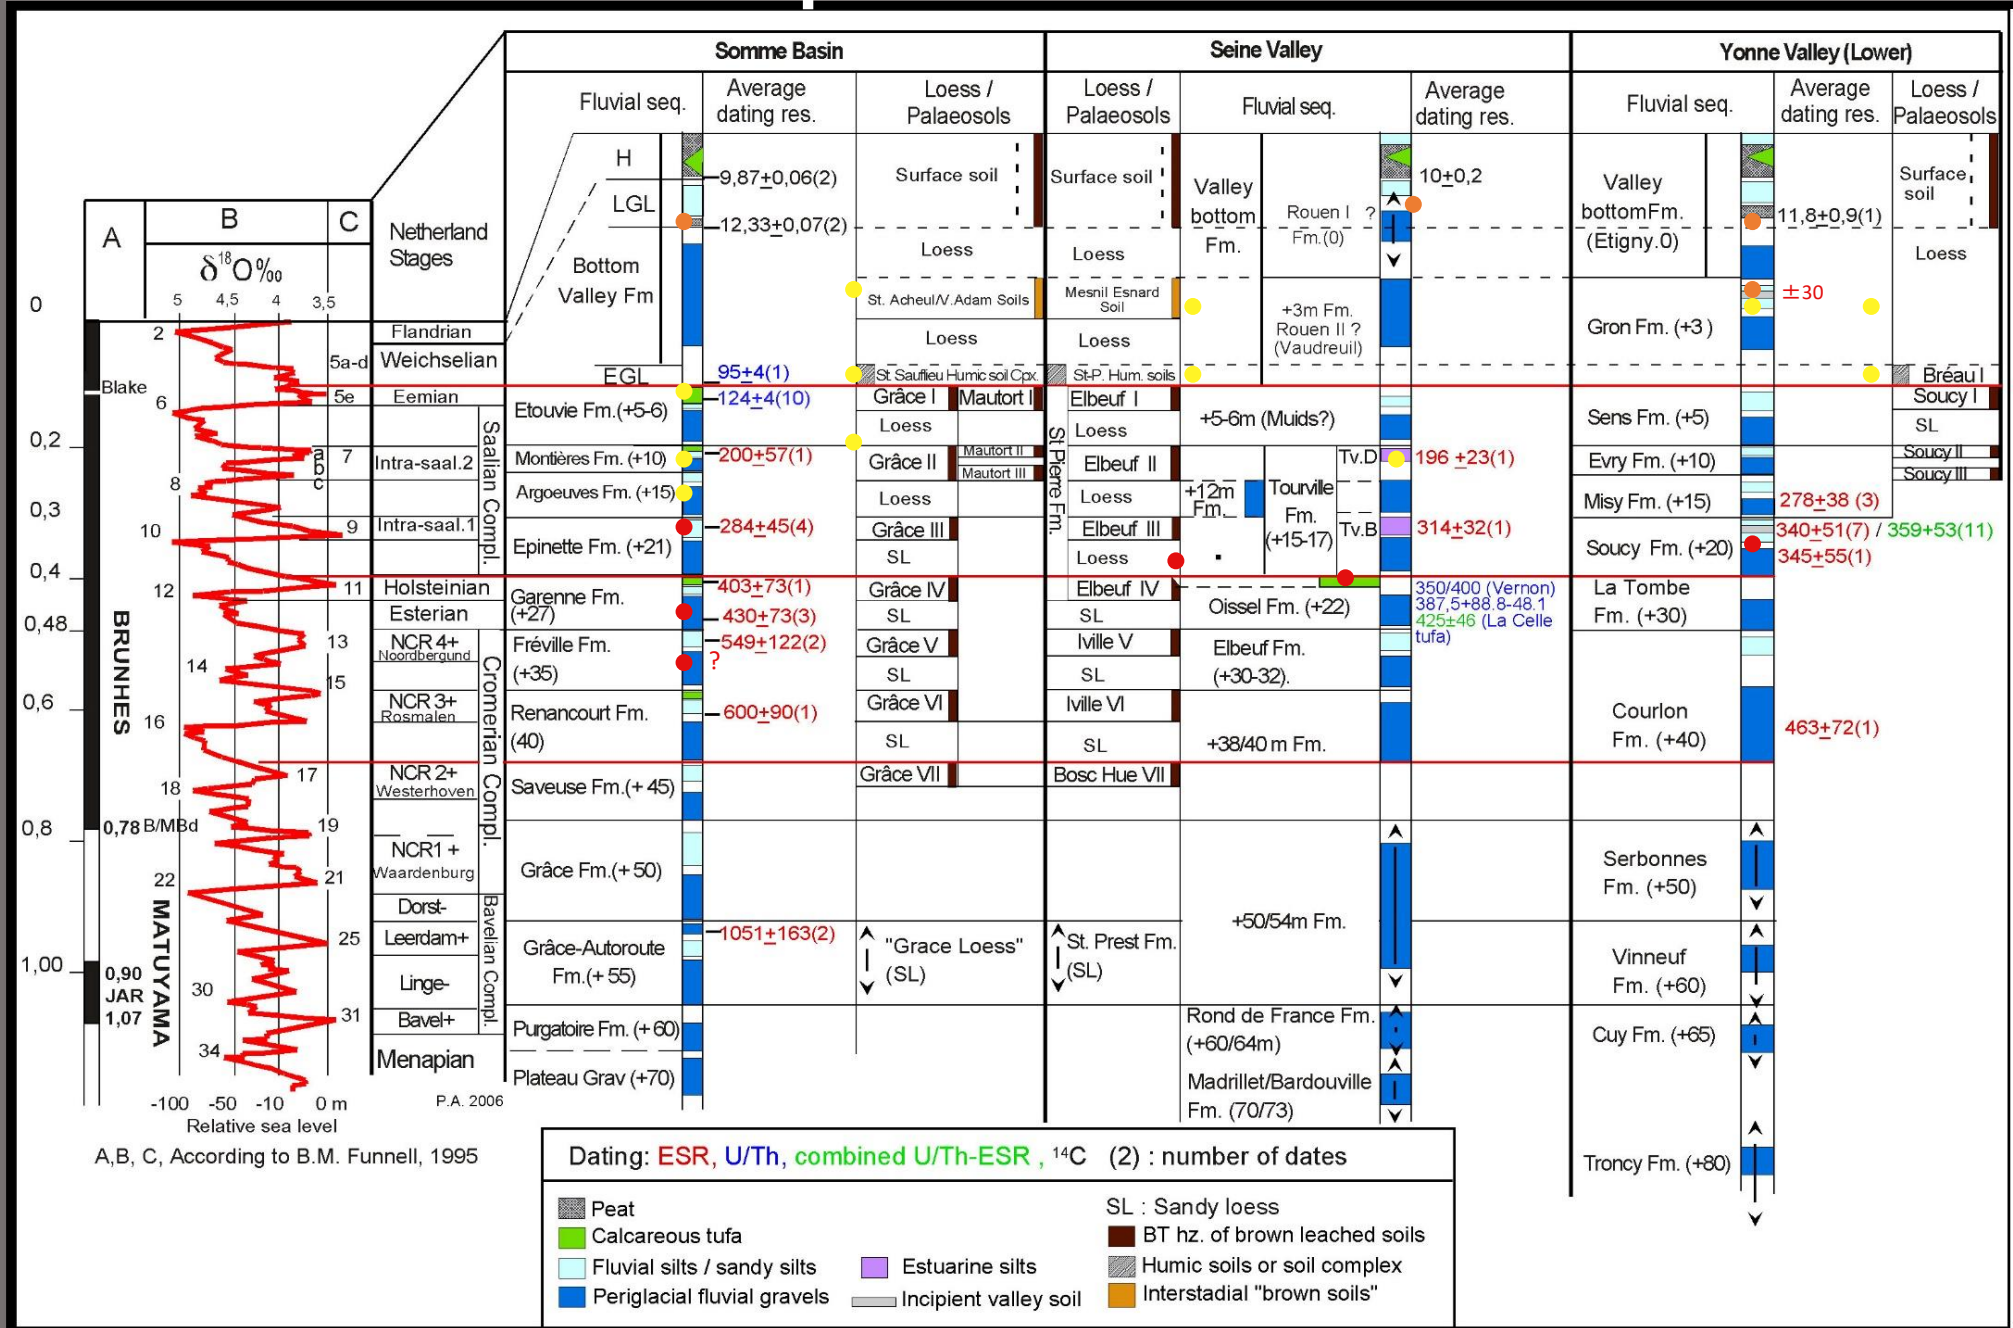 Somme Basin
Seine Valley
Yonne Valley (Lower)
Fluvial seq.
Average
dating res.
Loess /
Palaeosols
Loess /
Palaeosols
Fluvial seq.
Average
dating res.
Fluvial seq.
Average
dating res.
Loess /
Palaeosols
A
B
C
δ¹⁸O‰
5
4,5
4
3,5
Netherland
Stages
0
0,2
0,3
0,4
0,48
0,6
0,8
1,00
Blake
BRUNHES
0,78 B/MBd
MATUYAMA
0,90
JAR
1,07
2
5a-d
5e
6
7
a
b
c
8
9
10
11
12
13
14
15
16
17
18
19
21
22
25
30
31
34
-100
-50
-10
0 m
Relative sea level
A,B, C, According to B.M. Funnell, 1995
P.A. 2006
Flandrian
Weichselian
Eemian
Saalian Compl.
Intra-saal.2
Intra-saal.1
Holsteinian
Esterian
Cromerian Compl.
NCR 4+
Noordbergund
NCR 3+
Rosmalen
NCR 2+
Westerhoven
NCR1 +
Waardenburg
Bavelian Compl.
Dorst-
Leerdam+
Linge-
Bavel+
Menapian
H
LGL
Bottom
Valley Fm
EGL
Etouvie Fm.(+5-6)
Montières Fm. (+10)
Argoeuves Fm. (+15)
Epinette Fm. (+21)
Garenne Fm.
(+27)
Fréville Fm.
(+35)
Renancourt Fm.
(40)
Saveuse Fm.(+ 45)
Grâce Fm.(+ 50)
Grâce-Autoroute
Fm.(+ 55)
Purgatoire Fm. (+ 60)
Plateau Grav (+70)
9,87±0,06(2)
12,33±0,07(2)
95±4(1)
124±4(10)
200±57(1)
284±45(4)
403±73(1)
430±73(3)
549±122(2)
?
600±90(1)
1051±163(2)
Surface soil
Loess
St. Acheul/V.Adam Soils
Loess
St. Sauflieu Humic soil Cpx.
Grâce I
Mautort I
Loess
Grâce II
Mautort II
Mautort III
Loess
Grâce III
SL
Grâce IV
SL
Grâce V
SL
Grâce VI
SL
Grâce VII
"Grace Loess"
(SL)
Surface soil
Loess
Mesnil Esnard
Soil
Loess
St-P. Hum. soils
St Pierre Fm.
Elbeuf I
Loess
Elbeuf II
Loess
Elbeuf III
Loess
Elbeuf IV
SL
Iville V
SL
Iville VI
SL
Bosc Hue VII
St. Prest Fm.
(SL)
Valley
bottom
Fm.
Rouen I ?
Fm.(0)
+3m Fm.
Rouen II ?
(Vaudreuil)
+5-6m (Muids?)
+12m
Fm.
Tourville
Fm.
(+15-17)
Tv.D
Tv.B
Oissel Fm. (+22)
Elbeuf Fm.
(+30-32).
+38/40 m Fm.
+50/54m Fm.
Rond de France Fm.
(+60/64m)
Madrillet/Bardouville
Fm. (70/73)
10±0,2
196 ±23(1)
314±32(1)
350/400 (Vernon)
387,5+88.8-48.1
425±46 (La Celle
tufa)
Valley
bottomFm.
(Etigny.0)
Gron Fm. (+3 )
Sens Fm. (+5)
Evry Fm. (+10)
Misy Fm. (+15)
Soucy Fm. (+20)
La Tombe
Fm. (+30)
Courlon
Fm. (+40)
Serbonnes
Fm. (+50)
Vinneuf
Fm. (+60)
Cuy Fm. (+65)
Troncy Fm. (+80)
11,8±0,9(1)
±30
278±38 (3)
340±51(7) / 359+53(11)
345±55(1)
463±72(1)
Surface
soil
Loess
Bréau I
Soucy I
SL
Soucy II
Soucy III
Dating: ESR, U/Th, combined U/Th-ESR , ¹⁴C (2) : number of dates
Peat
Calcareous tufa
Fluvial silts / sandy silts
Periglacial fluvial gravels
Estuarine silts
Incipient valley soil
SL : Sandy loess
BT hz. of brown leached soils
Humic soils or soil complex
Interstadial "brown soils"